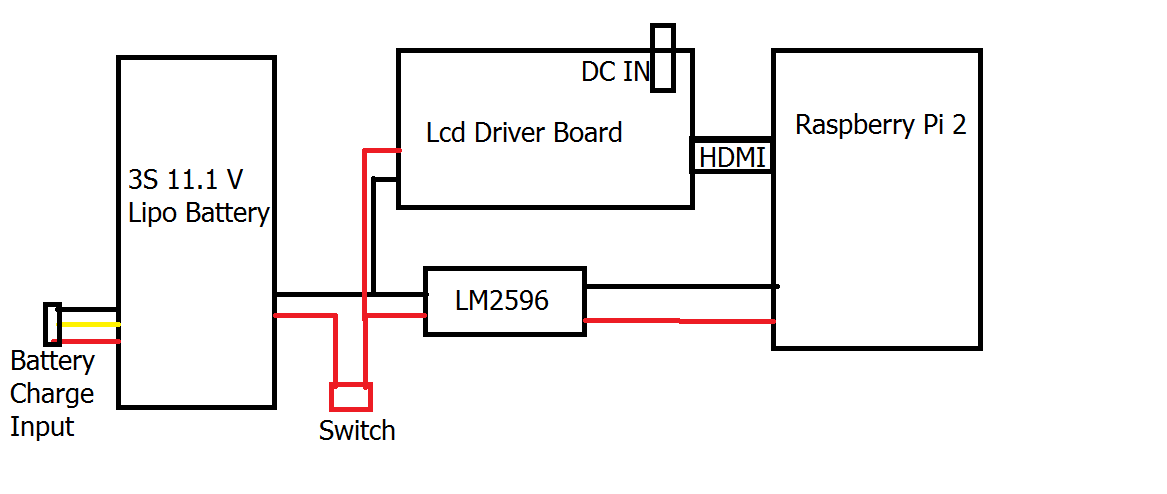 DC IN
Lcd Driver Board
Raspberry Pi 2
HDMI
3S 11.1 V
Lipo Battery
LM2596
Battery
Charge
Input
Switch